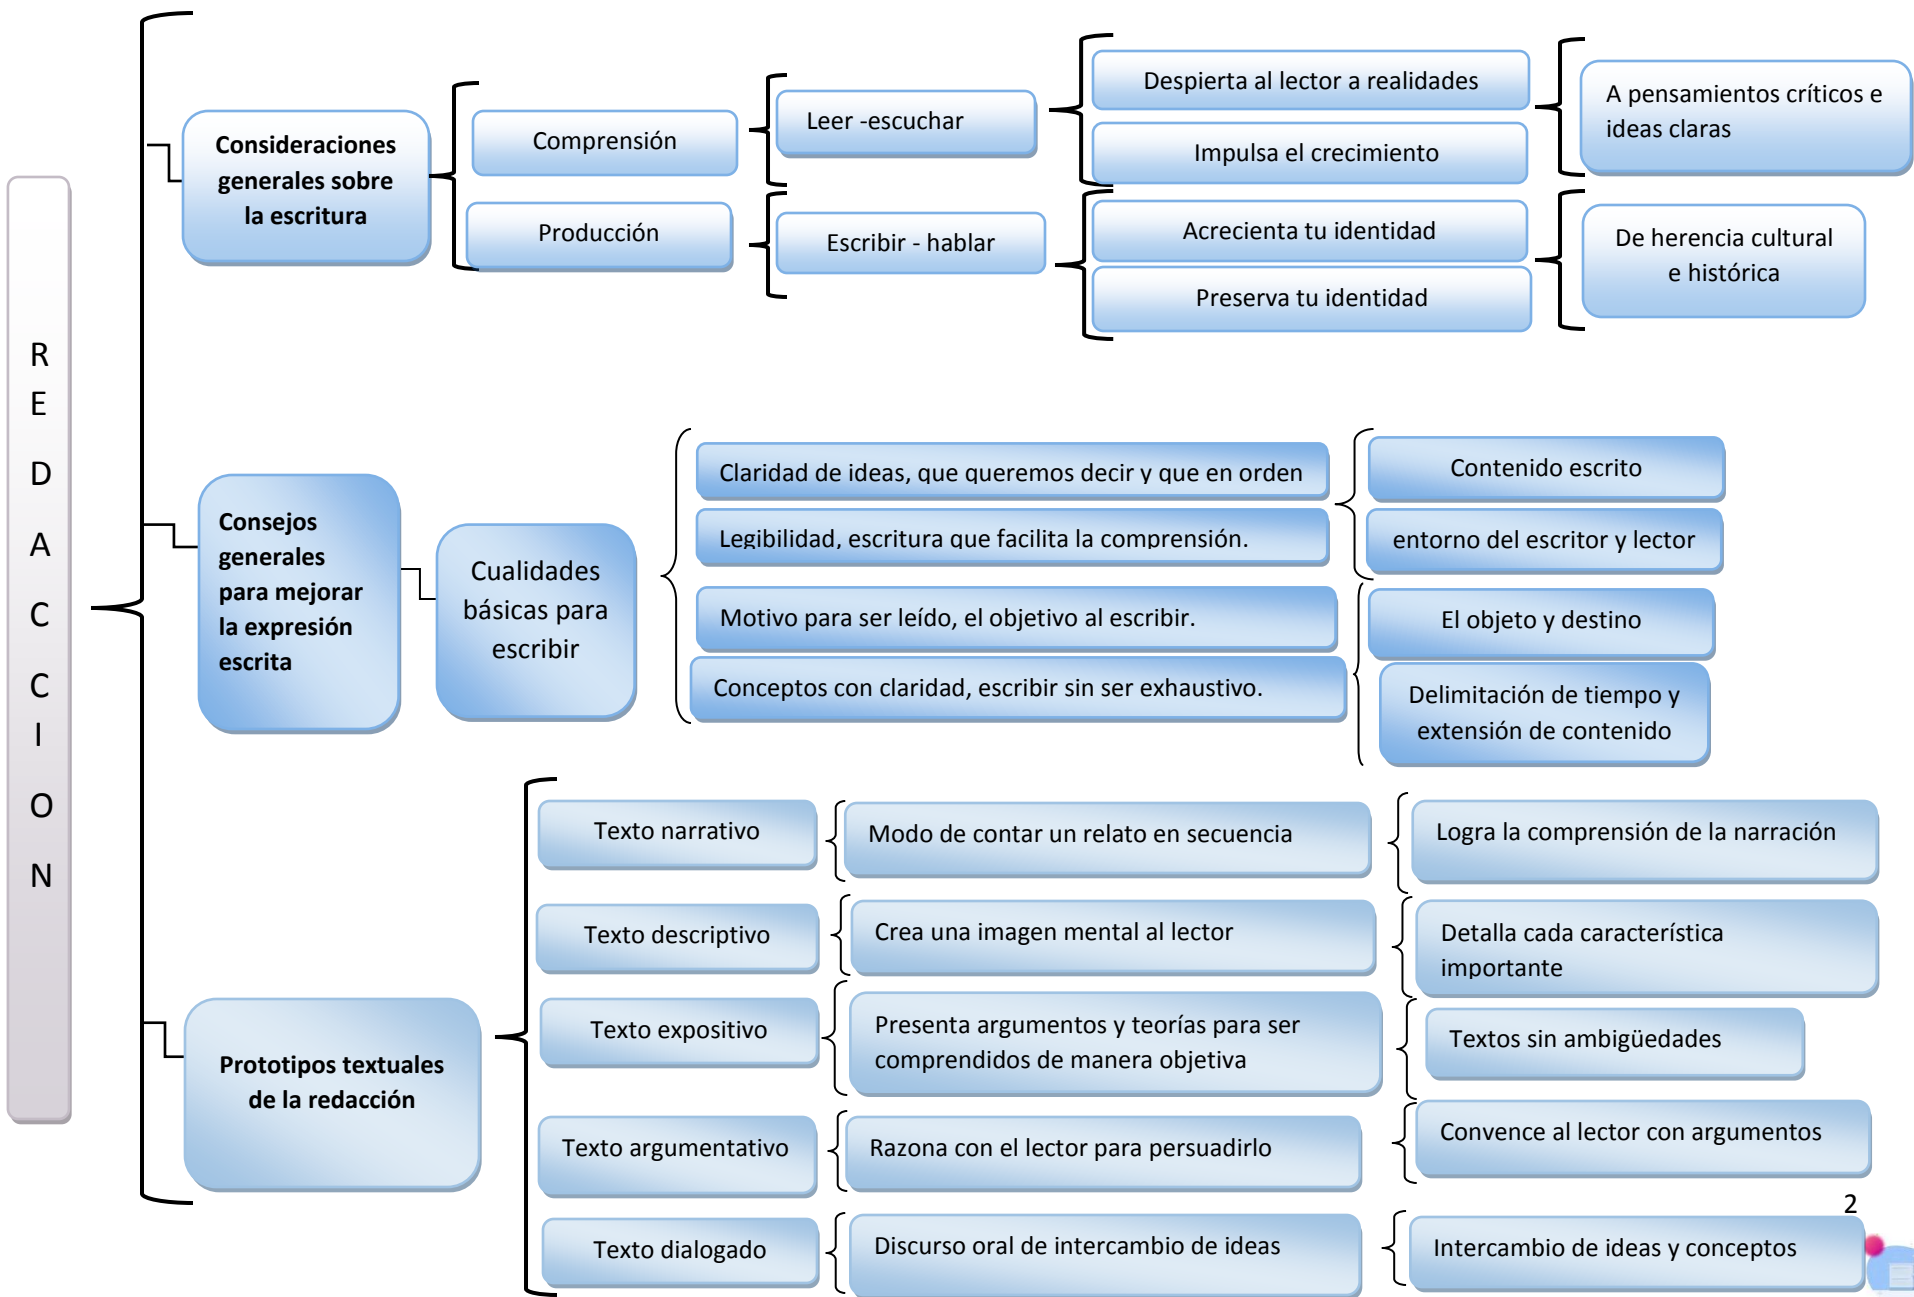 R
E
D
A
C
C
I
O
N
Consideraciones
generales sobre
la escritura
Comprensión
Leer -escuchar
Despierta al lector a realidades
Impulsa el crecimiento
A pensamientos críticos e
ideas claras
Producción
Escribir - hablar
Acrecienta tu identidad
Preserva tu identidad
De herencia cultural
e histórica
Consejos
generales
para mejorar
la expresión
escrita
Cualidades
básicas para
escribir
Claridad de ideas, que queremos decir y que en orden
Legibilidad, escritura que facilita la comprensión.
Contenido escrito
entorno del escritor y lector
Motivo para ser leído, el objetivo al escribir.
Conceptos con claridad, escribir sin ser exhaustivo.
El objeto y destino
Delimitación de tiempo y
extensión de contenido
Prototipos textuales
de la redacción
Texto narrativo
Modo de contar un relato en secuencia
Logra la comprensión de la narración
Texto descriptivo
Crea una imagen mental al lector
Detalla cada característica
importante
Texto expositivo
Presenta argumentos y teorías para ser
comprendidos de manera objetiva
Textos sin ambigüedades
Texto argumentativo
Razona con el lector para persuadirlo
Convence al lector con argumentos
Texto dialogado
Discurso oral de intercambio de ideas
Intercambio de ideas y conceptos
2